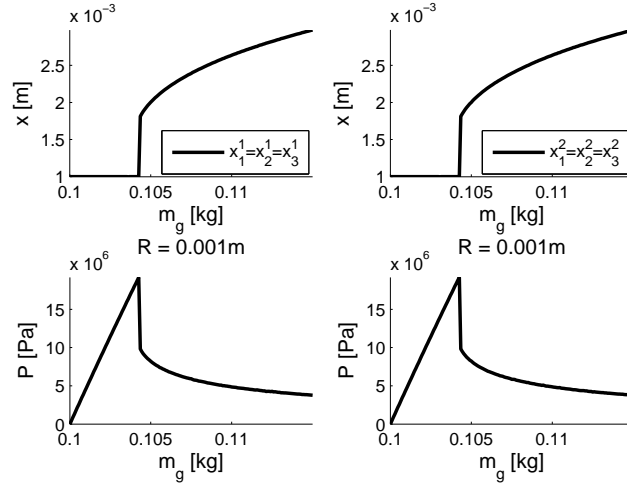 x 10^-3
x 10^-3
x [m]
2.5
2
1.5
1
x_1^1=x_2^1=x_3^1
0.1
0.105
0.11
m_g [kg]
x [m]
2.5
2
1.5
1
x_1^2=x_2^2=x_3^2
0.1
0.105
0.11
m_g [kg]
x 10^6
R = 0.001m
P [Pa]
15
10
5
0
0.1
0.105
0.11
m_g [kg]
x 10^6
R = 0.001m
P [Pa]
15
10
5
0
0.1
0.105
0.11
m_g [kg]